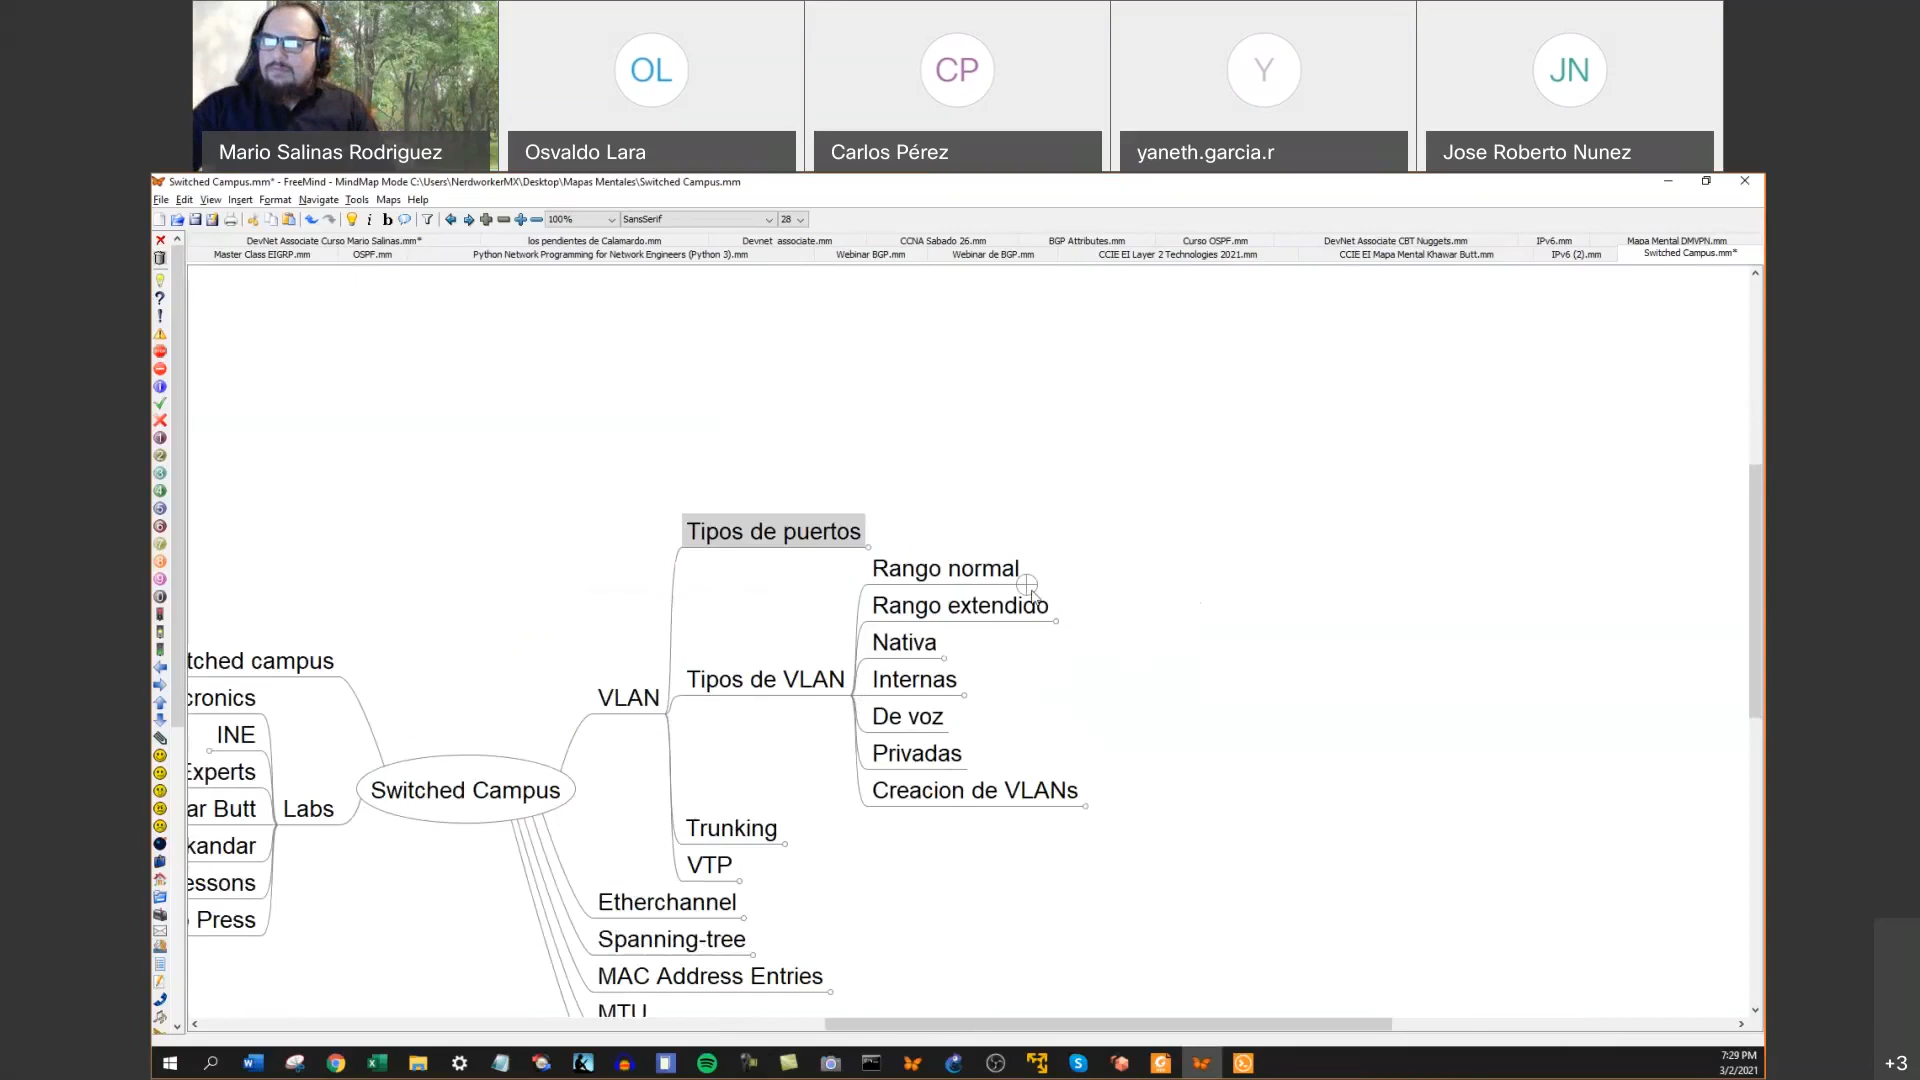 OL
CP
Y
JN
Mario Salinas Rodriguez
Osvaldo Lara
Carlos Pérez
yaneth.garcia.r
Jose Roberto Nunez
Switched Campus.mm* - FreeMind - MindMap Mode C:\Users\NerdworkerMX\Desktop\Mapas Mentales\Switched Campus.mm
File Edit View Insert Format Navigate Tools Maps Help
100% SansSerif 28
DevNet Associate Curso Mario Salinas.mm* los pendientes de Calamardo.mm Devnet associate.mm CCNA Sabado 26.mm BGP Attributes.mm Curso OSPF.mm DevNet Associate CBT Nuggets.mm IPv6.mm Mapa Mental DMVPN.mm
Master Class EIGRP.mm OSPF.mm Python Network Programming for Network Engineers (Python 3).mm Webinar BGP.mm Webinar de BGP.mm CCIE EI Layer 2 Technologies 2021.mm CCIE EI Mapa Mental Khawar Butt.mm IPv6 (2).mm Switched Campus.mm*
Tipos de puertos
Rango normal
Rango extendido
Nativa
Tipos de VLAN
Internas
De voz
Privadas
Creacion de VLANs
VLAN
Trunking
VTP
Switched Campus
Etherchannel
Spanning-tree
MAC Address Entries
MTU
tched campus
cronics
INE
Experts
ar Butt
Labs
kandar
essons
Press
7:29 PM
3/2/2021
+3